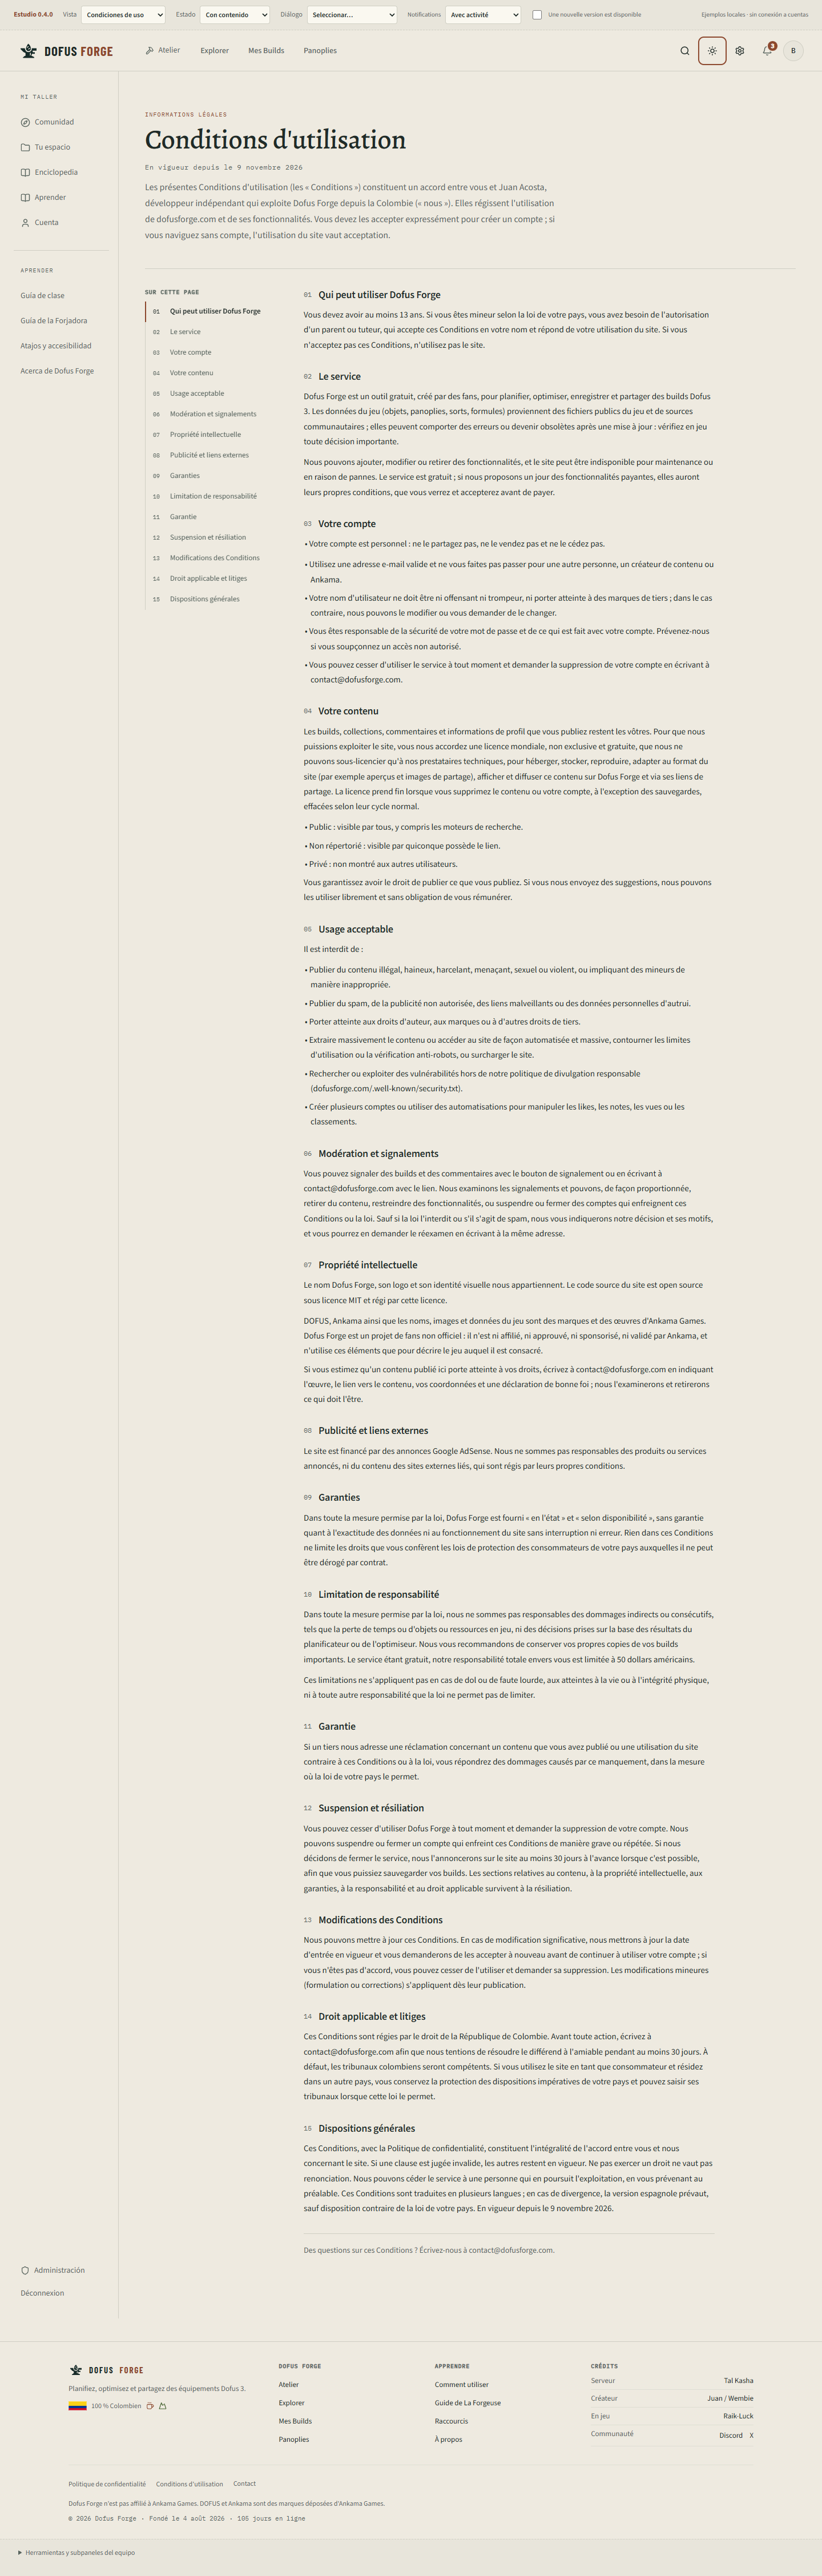 Estudio 0.4.0 Vista Condiciones de uso Estado Con contenido Diálogo Seleccionar... Notifications Avec activité Une nouvelle version est disponible Ejemplos locales · sin conexión a cuentas
DOFUS FORGE Atelier Explorer Mes Builds Panoplies 3 B
MI TALLER
Comunidad
Tu espacio
Enciclopedia
Aprender
Cuenta
APRENDER
Guía de clase
Guía de la Forjadora
Atajos y accesibilidad
Acerca de Dofus Forge
INFORMATIONS LÉGALES
Conditions d'utilisation
En vigueur depuis le 9 novembre 2026
Les présentes Conditions d'utilisation (les « Conditions ») constituent un accord entre vous et Juan Acosta,
développeur indépendant qui exploite Dofus Forge depuis la Colombie (« nous »). Elles régissent l'utilisation
de dofusforge.com et de ses fonctionnalités. Vous devez les accepter expressément pour créer un compte ; si
vous naviguez sans compte, l'utilisation du site vaut acceptation.
SUR CETTE PAGE
01 Qui peut utiliser Dofus Forge
02 Le service
03 Votre compte
04 Votre contenu
05 Usage acceptable
06 Modération et signalements
07 Propriété intellectuelle
08 Publicité et liens externes
09 Garanties
10 Limitation de responsabilité
11 Garantie
12 Suspension et résiliation
13 Modifications des Conditions
14 Droit applicable et litiges
15 Dispositions générales
01 Qui peut utiliser Dofus Forge
Vous devez avoir au moins 13 ans. Si vous êtes mineur selon la loi de votre pays, vous avez besoin de l'autorisation
d'un parent ou tuteur, qui accepte ces Conditions en votre nom et répond de votre utilisation du site. Si vous
n'acceptez pas ces Conditions, n'utilisez pas le site.
02 Le service
Dofus Forge est un outil gratuit, créé par des fans, pour planifier, optimiser, enregistrer et partager des builds Dofus
3. Les données du jeu (objets, panoplies, sorts, formules) proviennent des fichiers publics du jeu et de sources
communautaires ; elles peuvent comporter des erreurs ou devenir obsolètes après une mise à jour : vérifiez en jeu
toute décision importante.
Nous pouvons ajouter, modifier ou retirer des fonctionnalités, et le site peut être indisponible pour maintenance ou
en raison de pannes. Le service est gratuit ; si nous proposons un jour des fonctionnalités payantes, elles auront
leurs propres conditions, que vous verrez et accepterez avant de payer.
03 Votre compte
• Votre compte est personnel : ne le partagez pas, ne le vendez pas et ne le cédez pas.
• Utilisez une adresse e-mail valide et ne vous faites pas passer pour une autre personne, un créateur de contenu ou
Ankama.
• Votre nom d'utilisateur ne doit être ni offensant ni trompeur, ni porter atteinte à des marques de tiers ; dans le cas
contraire, nous pouvons le modifier ou vous demander de le changer.
• Vous êtes responsable de la sécurité de votre mot de passe et de ce qui est fait avec votre compte. Prévenez-nous
si vous soupçonnez un accès non autorisé.
• Vous pouvez cesser d'utiliser le service à tout moment et demander la suppression de votre compte en écrivant à
contact@dofusforge.com.
04 Votre contenu
Les builds, collections, commentaires et informations de profil que vous publiez restent les vôtres. Pour que nous
puissions exploiter le site, vous nous accordez une licence mondiale, non exclusive et gratuite, que nous ne
pouvons sous-licencier qu'à nos prestataires techniques, pour héberger, stocker, reproduire, adapter au format du
site (par exemple aperçus et images de partage), afficher et diffuser ce contenu sur Dofus Forge et via ses liens de
partage. La licence prend fin lorsque vous supprimez le contenu ou votre compte, à l'exception des sauvegardes,
effacées selon leur cycle normal.
• Public : visible par tous, y compris les moteurs de recherche.
• Non répertorié : visible par quiconque possède le lien.
• Privé : non montré aux autres utilisateurs.
Vous garantissez avoir le droit de publier ce que vous publiez. Si vous nous envoyez des suggestions, nous pouvons
les utiliser librement et sans obligation de vous rémunérer.
05 Usage acceptable
Il est interdit de :
• Publier du contenu illégal, haineux, harcelant, menaçant, sexuel ou violent, ou impliquant des mineurs de
manière inappropriée.
• Publier du spam, de la publicité non autorisée, des liens malveillants ou des données personnelles d'autrui.
• Porter atteinte aux droits d'auteur, aux marques ou à d'autres droits de tiers.
• Extraire massivement le contenu ou accéder au site de façon automatisée et massive, contourner les limites
d'utilisation ou la vérification anti-robots, ou surcharger le site.
• Rechercher ou exploiter des vulnérabilités hors de notre politique de divulgation responsable
(dofusforge.com/.well-known/security.txt).
• Créer plusieurs comptes ou utiliser des automatisations pour manipuler les likes, les notes, les vues ou les
classements.
06 Modération et signalements
Vous pouvez signaler des builds et des commentaires avec le bouton de signalement ou en écrivant à
contact@dofusforge.com avec le lien. Nous examinons les signalements et pouvons, de façon proportionnée,
retirer du contenu, restreindre des fonctionnalités, ou suspendre ou fermer des comptes qui enfreignent ces
Conditions ou la loi. Sauf si la loi l'interdit ou s'il s'agit de spam, nous vous indiquerons notre décision et ses motifs,
et vous pourrez en demander le réexamen en écrivant à la même adresse.
07 Propriété intellectuelle
Le nom Dofus Forge, son logo et son identité visuelle nous appartiennent. Le code source du site est open source
sous licence MIT et régi par cette licence.
DOFUS, Ankama ainsi que les noms, images et données du jeu sont des marques et des œuvres d'Ankama Games.
Dofus Forge est un projet de fans non officiel : il n'est ni affilié, ni approuvé, ni sponsorisé, ni validé par Ankama, et
n'utilise ces éléments que pour décrire le jeu auquel il est consacré.
Si vous estimez qu'un contenu publié ici porte atteinte à vos droits, écrivez à contact@dofusforge.com en indiquant
l'œuvre, le lien vers le contenu, vos coordonnées et une déclaration de bonne foi ; nous l'examinerons et retirerons
ce qui doit l'être.
08 Publicité et liens externes
Le site est financé par des annonces Google AdSense. Nous ne sommes pas responsables des produits ou services
annoncés, ni du contenu des sites externes liés, qui sont régis par leurs propres conditions.
09 Garanties
Dans toute la mesure permise par la loi, Dofus Forge est fourni « en l'état » et « selon disponibilité », sans garantie
quant à l'exactitude des données ni au fonctionnement du site sans interruption ni erreur. Rien dans ces Conditions
ne limite les droits que vous confèrent les lois de protection des consommateurs de votre pays auxquelles il ne peut
être dérogé par contrat.
10 Limitation de responsabilité
Dans toute la mesure permise par la loi, nous ne sommes pas responsables des dommages indirects ou consécutifs,
tels que la perte de temps ou d'objets ou ressources en jeu, ni des décisions prises sur la base des résultats du
planificateur ou de l'optimiseur. Nous vous recommandons de conserver vos propres copies de vos builds
importants. Le service étant gratuit, notre responsabilité totale envers vous est limitée à 50 dollars américains.
Ces limitations ne s'appliquent pas en cas de dol ou de faute lourde, aux atteintes à la vie ou à l'intégrité physique,
ni à toute autre responsabilité que la loi ne permet pas de limiter.
11 Garantie
Si un tiers nous adresse une réclamation concernant un contenu que vous avez publié ou une utilisation du site
contraire à ces Conditions ou à la loi, vous répondrez des dommages causés par ce manquement, dans la mesure
où la loi de votre pays le permet.
12 Suspension et résiliation
Vous pouvez cesser d'utiliser Dofus Forge à tout moment et demander la suppression de votre compte. Nous
pouvons suspendre ou fermer un compte qui enfreint ces Conditions de manière grave ou répétée. Si nous
décidons de fermer le service, nous l'annoncerons sur le site au moins 30 jours à l'avance lorsque c'est possible,
afin que vous puissiez sauvegarder vos builds. Les sections relatives au contenu, à la propriété intellectuelle, aux
garanties, à la responsabilité et au droit applicable survivent à la résiliation.
13 Modifications des Conditions
Nous pouvons mettre à jour ces Conditions. En cas de modification significative, nous mettrons à jour la date
d'entrée en vigueur et vous demanderons de les accepter à nouveau avant de continuer à utiliser votre compte ; si
vous n'êtes pas d'accord, vous pouvez cesser de l'utiliser et demander sa suppression. Les modifications mineures
(formulation ou corrections) s'appliquent dès leur publication.
14 Droit applicable et litiges
Ces Conditions sont régies par le droit de la République de Colombie. Avant toute action, écrivez à
contact@dofusforge.com afin que nous tentions de résoudre le différend à l'amiable pendant au moins 30 jours. À
défaut, les tribunaux colombiens seront compétents. Si vous utilisez le site en tant que consommateur et résidez
dans un autre pays, vous conservez la protection des dispositions impératives de votre pays et pouvez saisir ses
tribunaux lorsque cette loi le permet.
15 Dispositions générales
Ces Conditions, avec la Politique de confidentialité, constituent l'intégralité de l'accord entre vous et nous
concernant le site. Si une clause est jugée invalide, les autres restent en vigueur. Ne pas exercer un droit ne vaut pas
renonciation. Nous pouvons céder le service à une personne qui en poursuit l'exploitation, en vous prévenant au
préalable. Ces Conditions sont traduites en plusieurs langues ; en cas de divergence, la version espagnole prévaut,
sauf disposition contraire de la loi de votre pays. En vigueur depuis le 9 novembre 2026.
Des questions sur ces Conditions ? Écrivez-nous à contact@dofusforge.com.
Administración
Déconnexion
DOFUS FORGE
Planifiez, optimisez et partagez des équipements Dofus 3.
100 % Colombien
DOFUS FORGE
Atelier
Explorer
Mes Builds
Panoplies
APPRENDRE
Comment utiliser
Guide de La Forgeuse
Raccourcis
À propos
CRÉDITS
Serveur Tal Kasha
Créateur Juan / Wembie
En jeu Raik-Luck
Communauté Discord X
Politique de confidentialité Conditions d'utilisation Contact
Dofus Forge n'est pas affilié à Ankama Games. DOFUS et Ankama sont des marques déposées d'Ankama Games.
© 2026 Dofus Forge · Fondé le 4 août 2026 · 105 jours en ligne
Herramientas y subpaneles del equipo